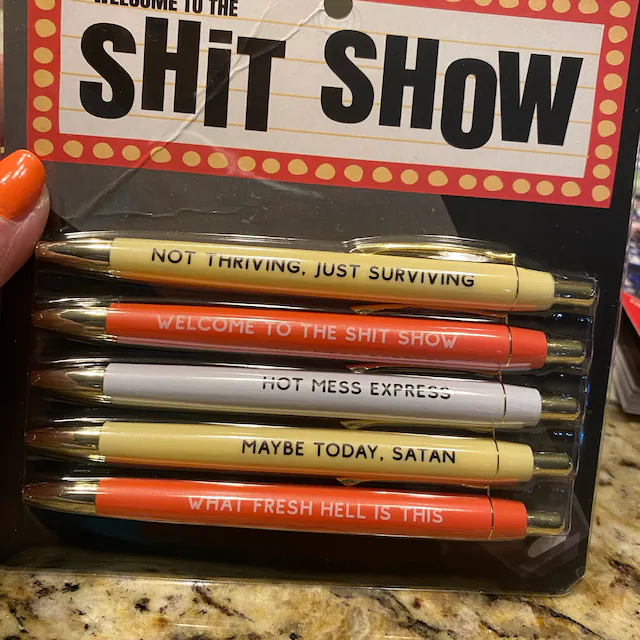 WELCOME TO THE
SHiT SHOW
NOT THRIVING, JUST SURVIVING
WELCOME TO THE SHIT SHOW
HOT MESS EXPRESS
MAYBE TODAY, SATAN
WHAT FRESH HELL IS THIS